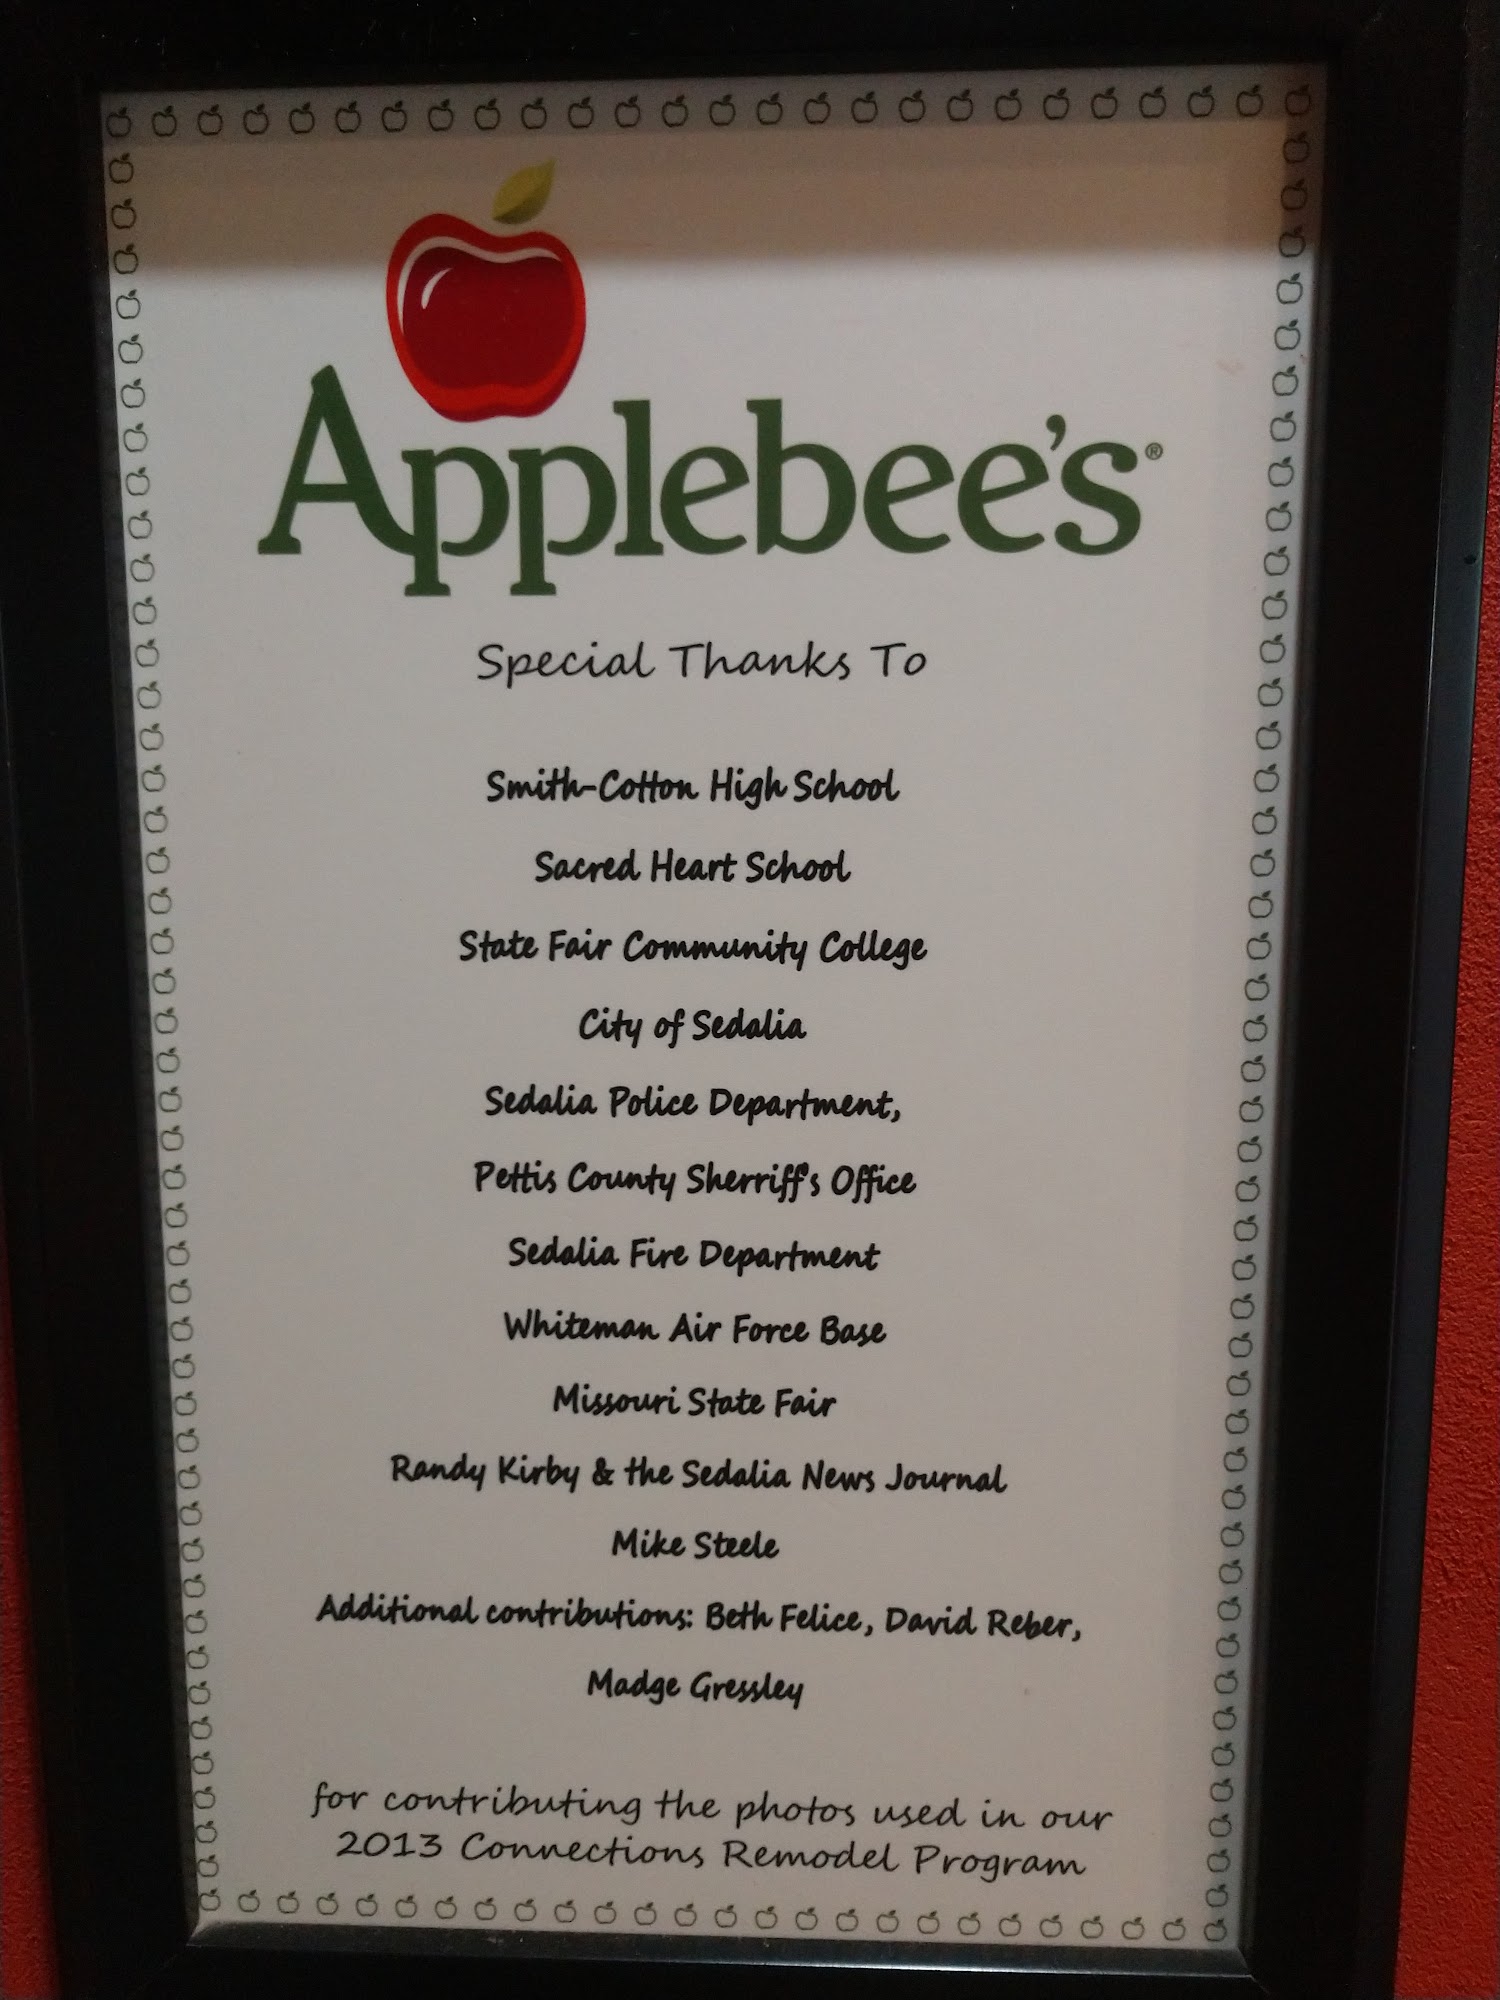 Applebee's®
Special Thanks To
Smith-Cotton High School
Sacred Heart School
State Fair Community College
City of Sedalia
Sedalia Police Department,
Pettis County Sherriff's Office
Sedalia Fire Department
Whiteman Air Force Base
Missouri State Fair
Randy Kirby & the Sedalia News Journal
Mike Steele
Additional contributions: Beth Felice, David Reber,
Madge Gressley
for contributing the photos used in our
2013 Connections Remodel Program